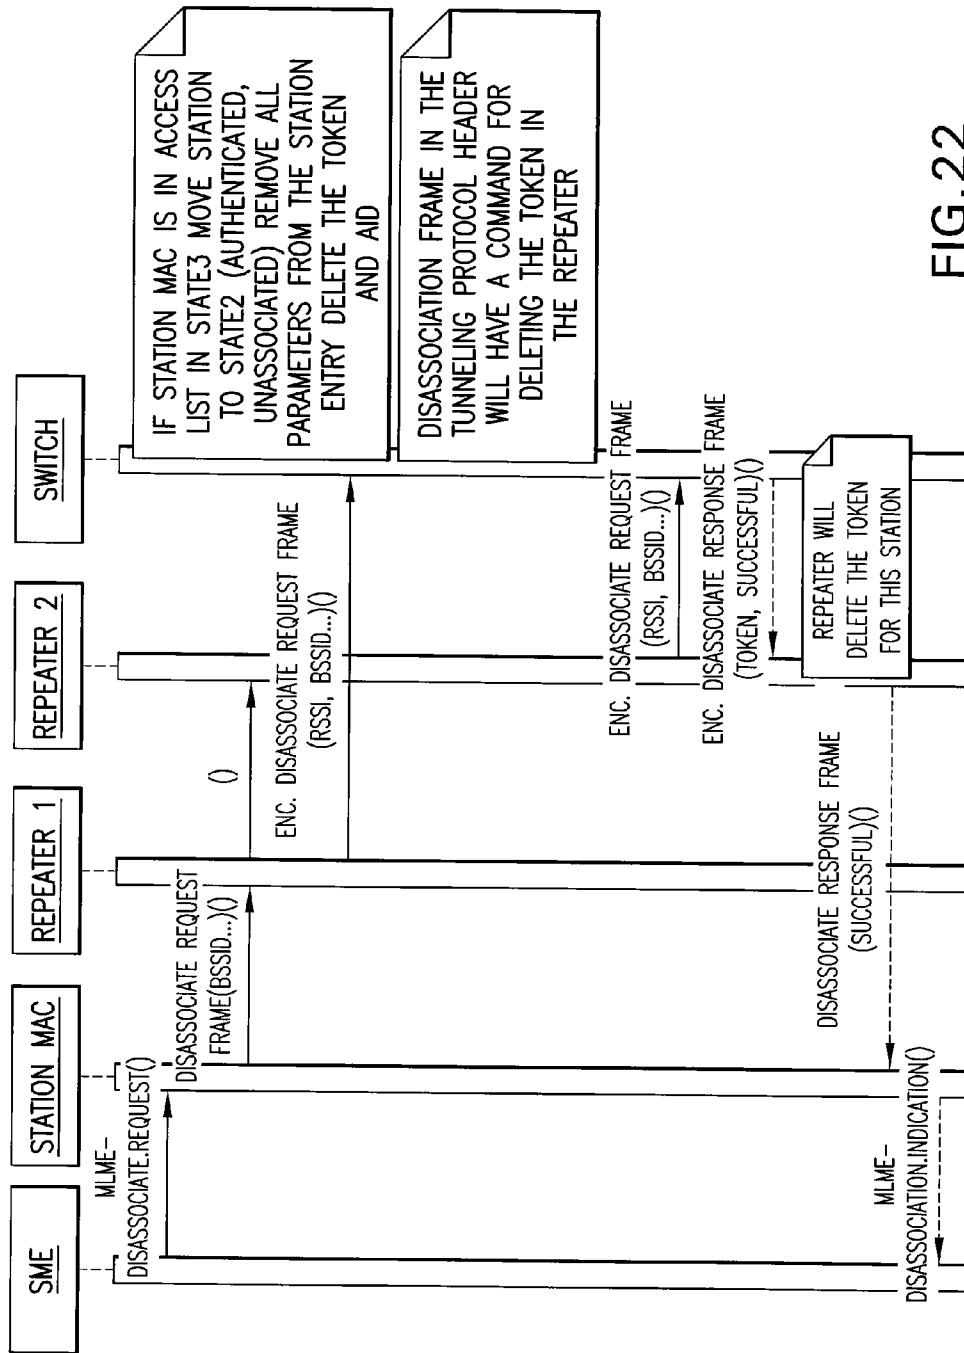 SME
STATION MAC
REPEATER 1
REPEATER 2
SWITCH
MLME-
DISASSOCIATE.REQUEST()
DISASSOCIATE REQUEST
FRAME(BSSID...)()
()
ENC. DISASSOCIATE REQUEST FRAME
(RSSI, BSSID...)()
IF STATION MAC IS IN ACCESS
LIST IN STATE3 MOVE STATION
TO STATE2 (AUTHENTICATED,
UNASSOCIATED) REMOVE ALL
PARAMETERS FROM THE STATION
ENTRY DELETE THE TOKEN
AND AID
DISASSOCIATION FRAME IN THE
TUNNELING PROTOCOL HEADER
WILL HAVE A COMMAND FOR
DELETING THE TOKEN IN
THE REPEATER
ENC. DISASSOCIATE REQUEST FRAME
(RSSI, BSSID...)()
ENC. DISASSOCIATE RESPONSE FRAME
(TOKEN, SUCCESSFUL)()
REPEATER WILL
DELETE THE TOKEN
FOR THIS STATION
DISASSOCIATE RESPONSE FRAME
(SUCCESSFUL)()
MLME-
DISASSOCIATION.INDICATION()
FIG.22